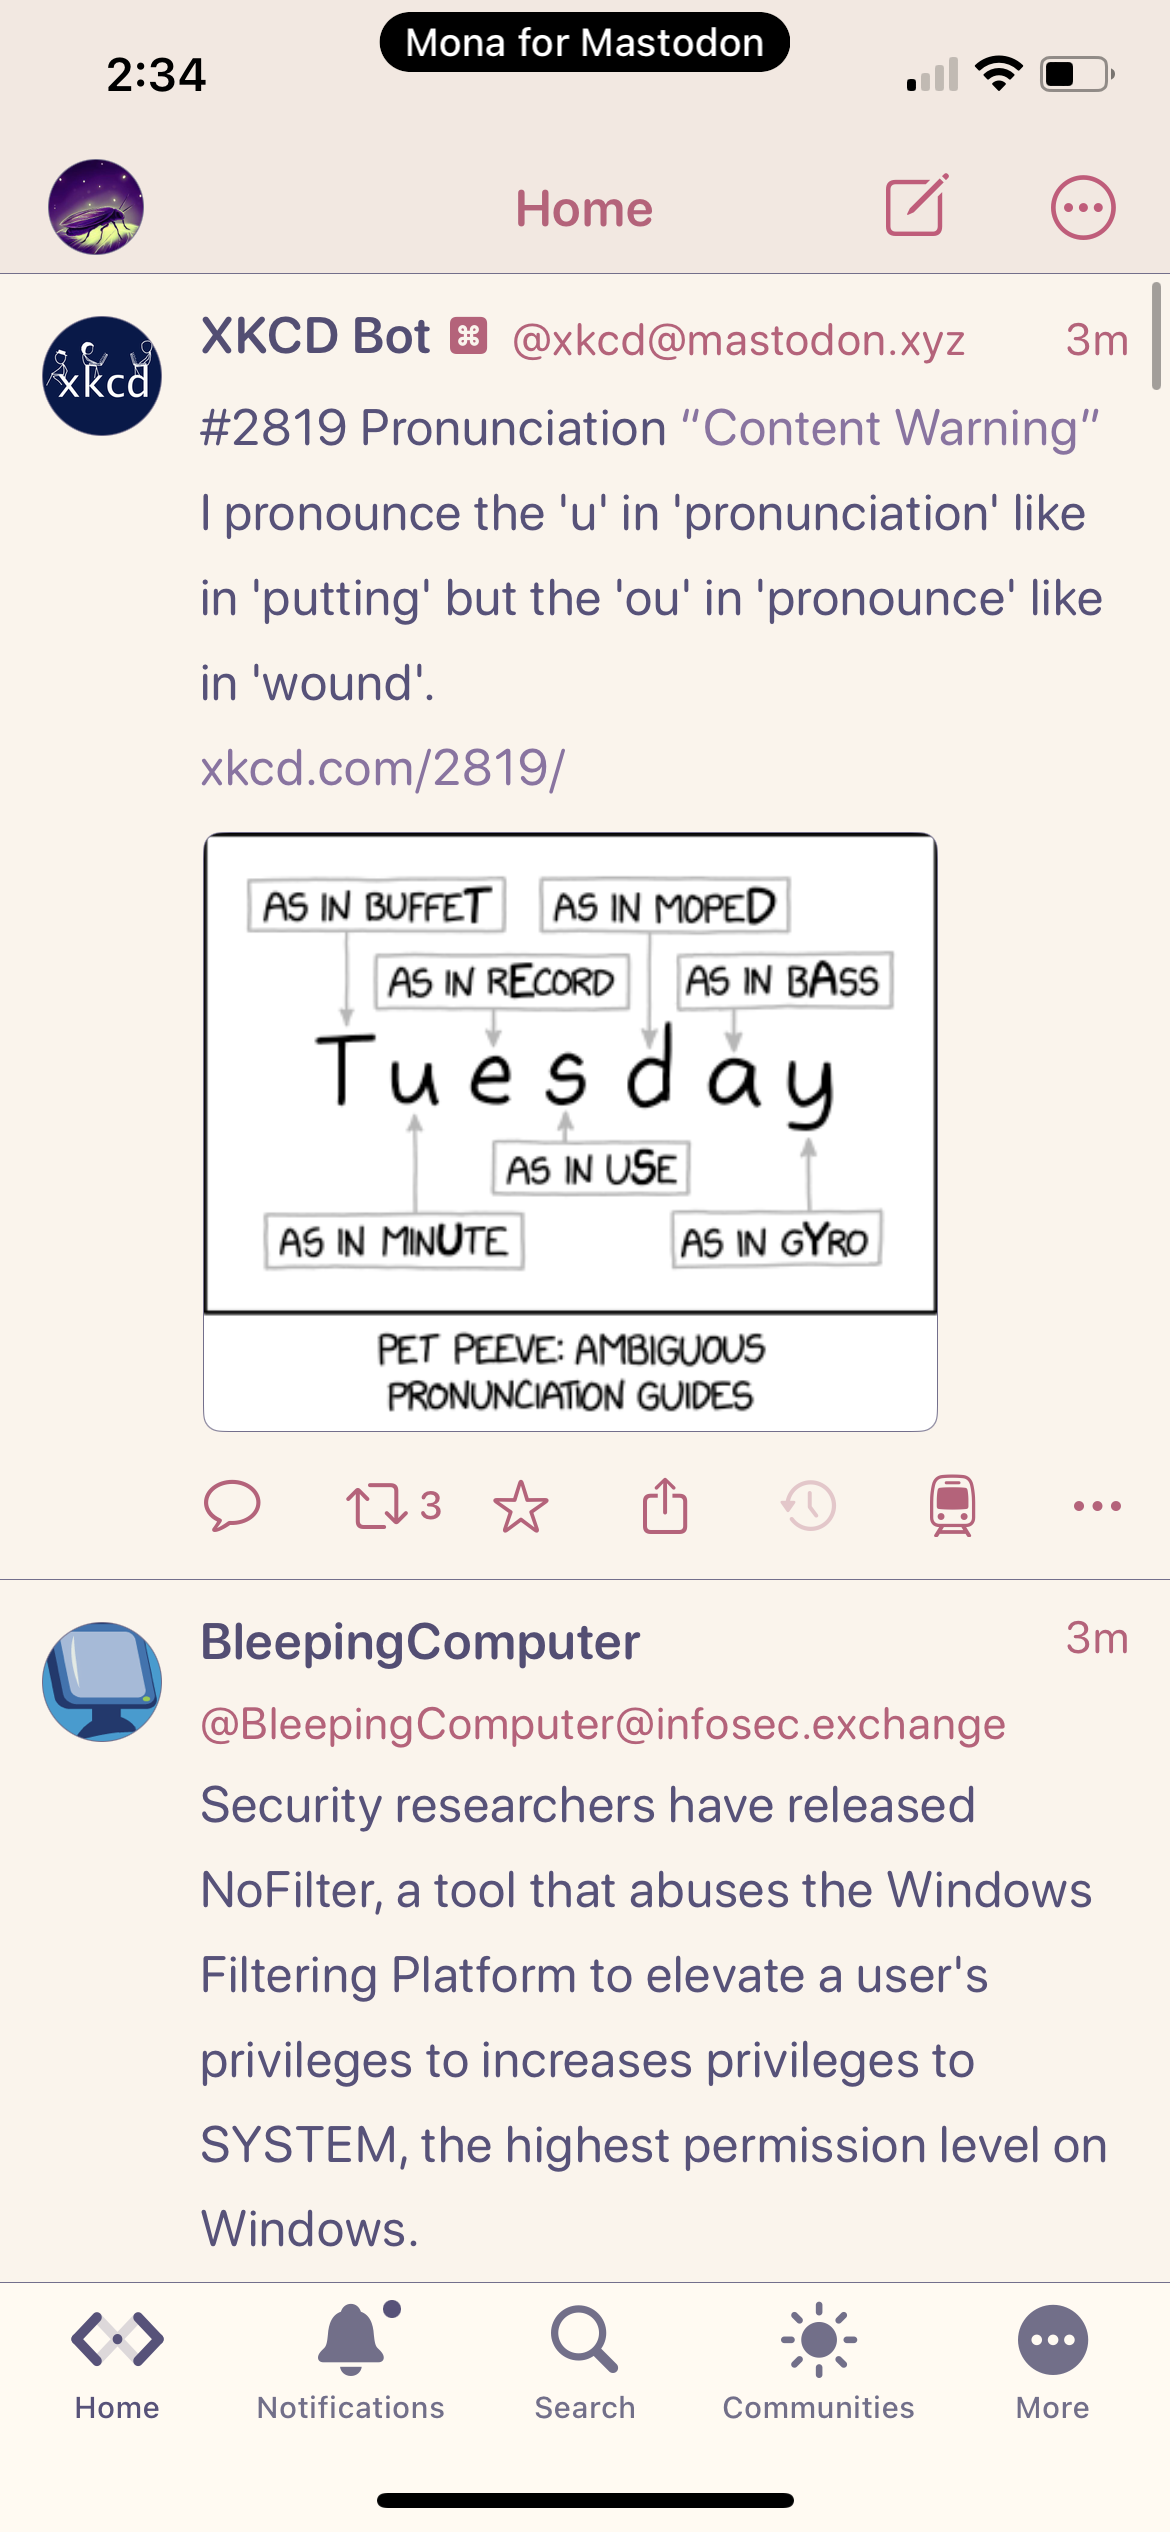 Mona for Mastodon
2:34
Home
xkcd
XKCD Bot ⌘ @xkcd@mastodon.xyz 3m
#2819 Pronunciation “Content Warning”
I pronounce the 'u' in 'pronunciation' like
in 'putting' but the 'ou' in 'pronounce' like
in 'wound'.
xkcd.com/2819/
AS IN BUFFET AS IN MOPED
AS IN RECORD AS IN BASS
Tuesday
AS IN USE
AS IN MINUTE AS IN GYRO
PET PEEVE: AMBIGUOUS
PRONUNCIATION GUIDES
3
BleepingComputer 3m
@BleepingComputer@infosec.exchange
Security researchers have released
NoFilter, a tool that abuses the Windows
Filtering Platform to elevate a user's
privileges to increases privileges to
SYSTEM, the highest permission level on
Windows.
Home Notifications Search Communities More